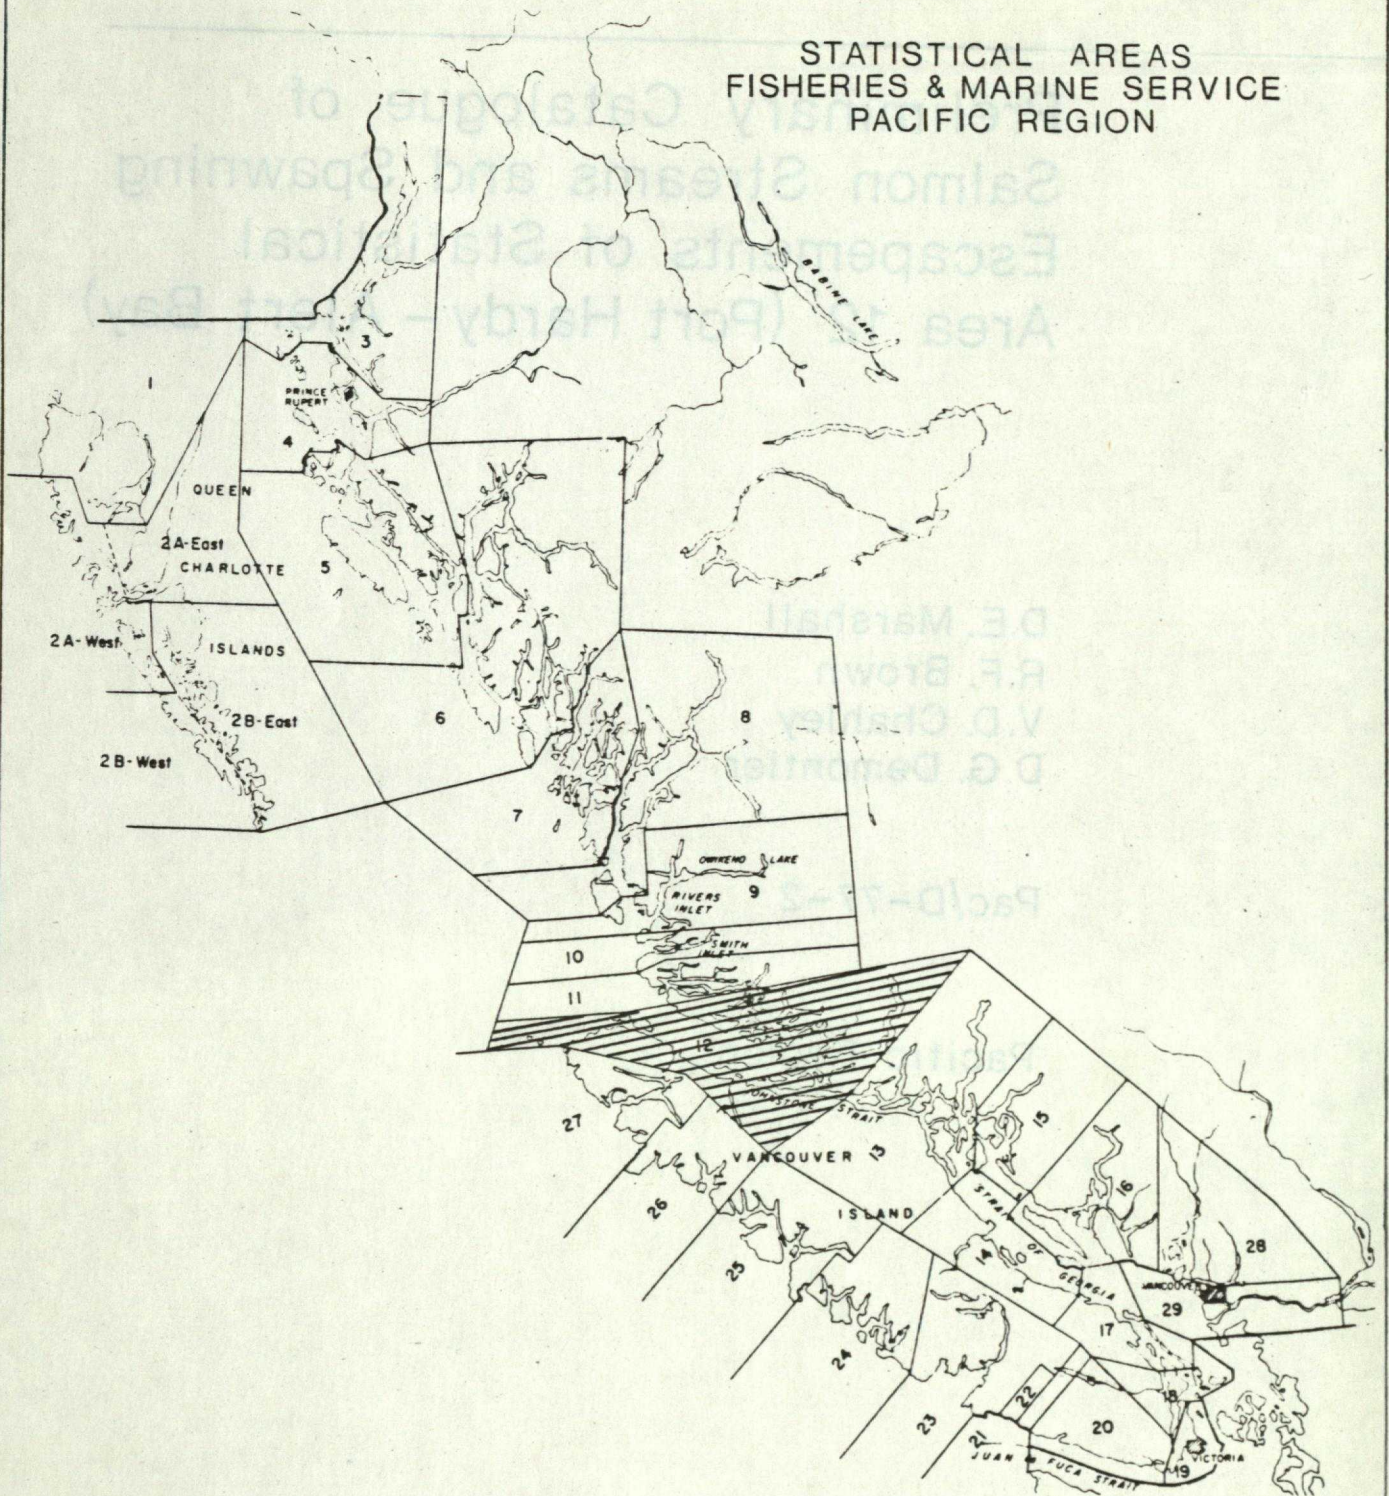 STATISTICAL AREAS
FISHERIES & MARINE SERVICE
PACIFIC REGION
BABINE LAKE
3
1
PRINCE
RUPERT
4
QUEEN
2A-East
CHARLOTTE
5
2A-West
ISLANDS
6
2B-East
8
2B-West
7
OWIKENO LAKE
9
RIVERS
INLET
SMITH
INLET
10
11
12
JOHNSTONE STRAIT
27
VANCOUVER
13
15
16
26
ISLAND
STRAIT OF GEORGIA
14
28
25
VANCOUVER
29
17
24
22
18
23
20
21
JUAN de FUCA STRAIT
19
VICTORIA
D.E. Marshall
R.F. Brown
V.D. Chahley
Pac/D-77-2
Catalogue of
Salmon Streams and Spawning
Escapements of Statistical
Area 12 (Port Hardy - Alert Bay)